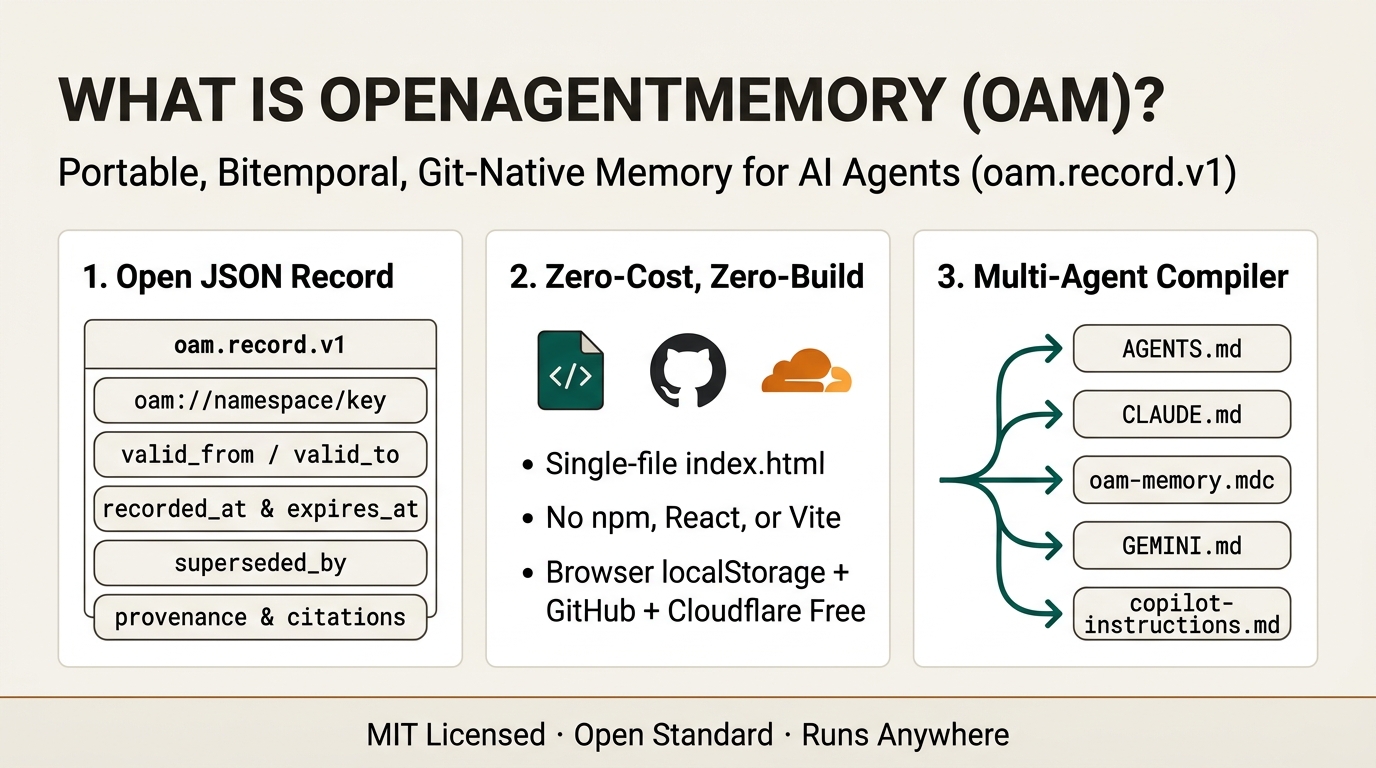 WHAT IS OPENAGENTMEMORY (OAM)?
Portable, Bitemporal, Git-Native Memory for AI Agents (oam.record.v1)
1. Open JSON Record
oam.record.v1
oam://namespace/key
valid_from / valid_to
recorded_at & expires_at
superseded_by
provenance & citations
2. Zero-Cost, Zero-Build
</>
• Single-file index.html
• No npm, React, or Vite
• Browser localStorage +
GitHub + Cloudflare Free
3. Multi-Agent Compiler
AGENTS.md
CLAUDE.md
oam-memory.mdc
GEMINI.md
copilot-
instructions.md
MIT Licensed · Open Standard · Runs Anywhere